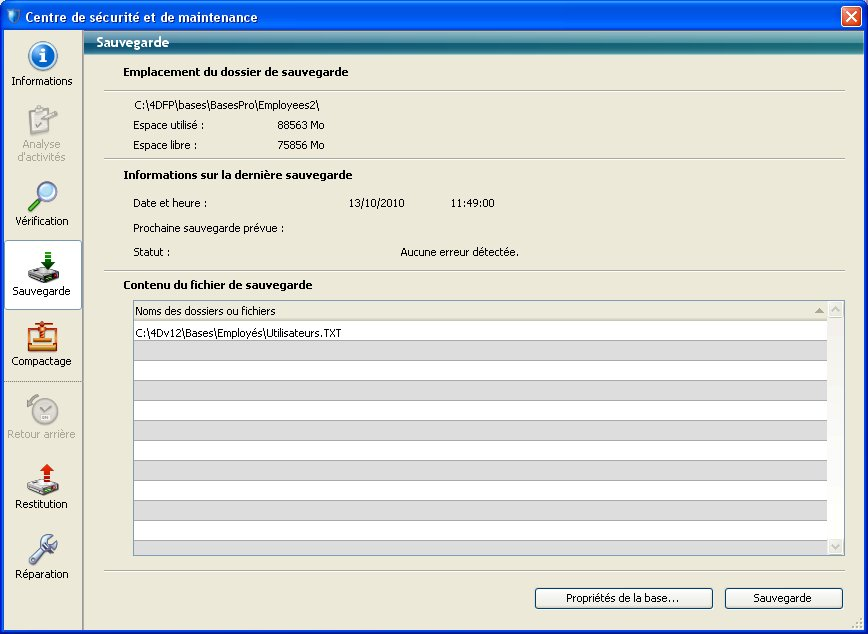 Centre de sécurité et de maintenance
Informations
Analyse
d'activités
Vérification
Sauvegarde
Compactage
Retour arrière
Restitution
Réparation
Sauvegarde
Emplacement du dossier de sauvegarde
C:\4DFP\bases\BasesPro\Employees2\
Espace utilisé : 88563 Mo
Espace libre : 75856 Mo
Informations sur la dernière sauvegarde
Date et heure : 13/10/2010 11:49:00
Prochaine sauvegarde prévue :
Statut : Aucune erreur détectée.
Contenu du fichier de sauvegarde
Noms des dossiers ou fichiers
C:\4Dv12\Bases\Employés\Utilisateurs.TXT
Propriétés de la base... Sauvegarde